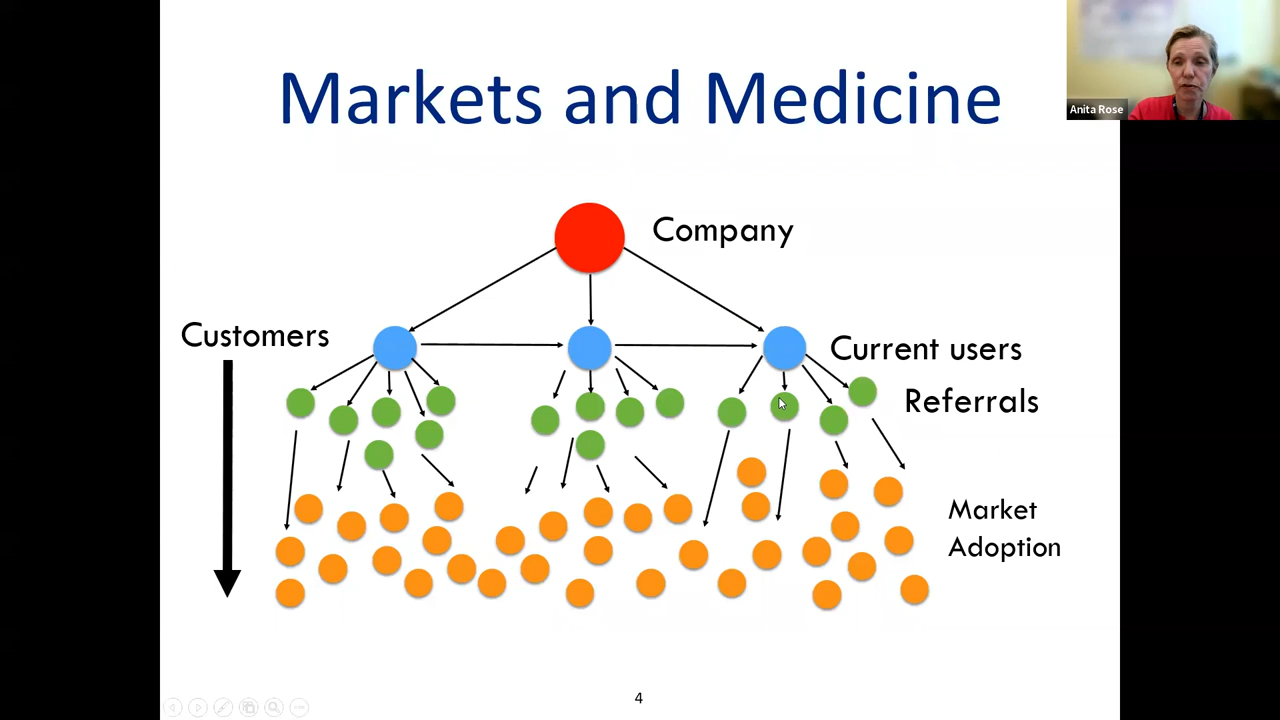 Markets and Medicine
Anita Rose
Company
Customers
Current users
Referrals
Market
Adoption
4